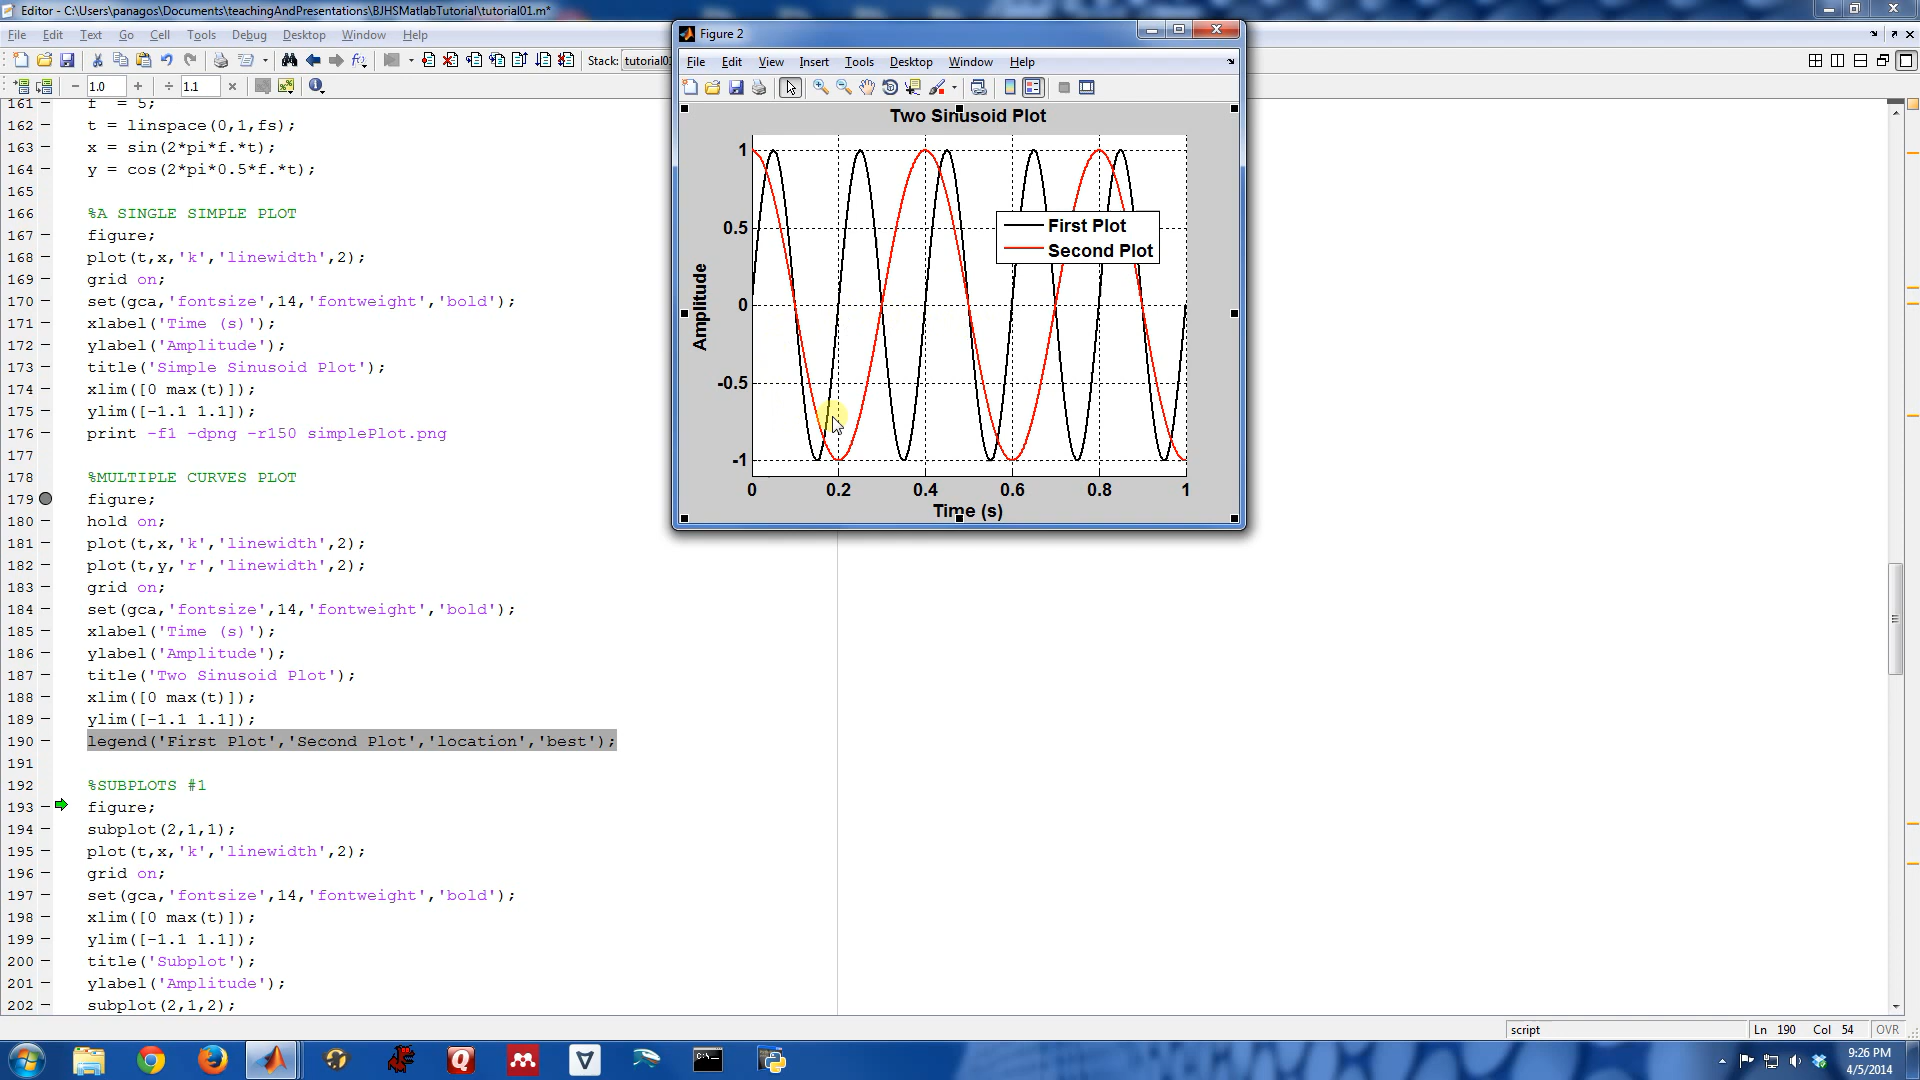 Editor - C:\Users\panagos\Documents\teachingAndPresentations\BJHSMatlabTutorial\tutorial01.m*
File Edit Text Go Cell Tools Debug Desktop Window Help
Stack: tutorial0
- 1.0 + ÷ 1.1 ×
161 - f = 5;
162 - t = linspace(0,1,fs);
163 - x = sin(2*pi*f.*t);
164 - y = cos(2*pi*0.5*f.*t);
165
166 %A SINGLE SIMPLE PLOT
167 - figure;
168 - plot(t,x,'k','linewidth',2);
169 - grid on;
170 - set(gca,'fontsize',14,'fontweight','bold');
171 - xlabel('Time (s)');
172 - ylabel('Amplitude');
173 - title('Simple Sinusoid Plot');
174 - xlim([0 max(t)]);
175 - ylim([-1.1 1.1]);
176 - print -f1 -dpng -r150 simplePlot.png
177
178 %MULTIPLE CURVES PLOT
179 - figure;
180 - hold on;
181 - plot(t,x,'k','linewidth',2);
182 - plot(t,y,'r','linewidth',2);
183 - grid on;
184 - set(gca,'fontsize',14,'fontweight','bold');
185 - xlabel('Time (s)');
186 - ylabel('Amplitude');
187 - title('Two Sinusoid Plot');
188 - xlim([0 max(t)]);
189 - ylim([-1.1 1.1]);
190 - legend('First Plot','Second Plot','location','best');
191
192 %SUBPLOTS #1
193 - figure;
194 - subplot(2,1,1);
195 - plot(t,x,'k','linewidth',2);
196 - grid on;
197 - set(gca,'fontsize',14,'fontweight','bold');
198 - xlim([0 max(t)]);
199 - ylim([-1.1 1.1]);
200 - title('Subplot');
201 - ylabel('Amplitude');
202 - subplot(2,1,2);
Figure 2
File Edit View Insert Tools Desktop Window Help
Two Sinusoid Plot
1
0.5
0
-0.5
-1
Amplitude
First Plot
Second Plot
0 0.2 0.4 0.6 0.8 1
Time (s)
script Ln 190 Col 54 OVR
9:26 PM
4/5/2014